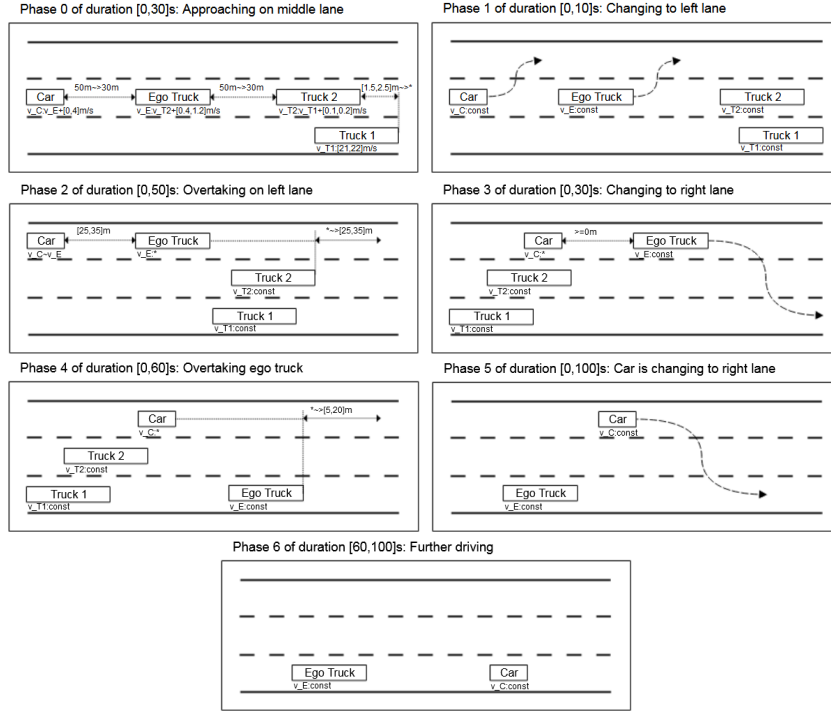 Phase 0 of duration [0,30]s: Approaching on middle lane
50m~>30m 50m~>30m [1.5,2.5]m~>*
Car Ego Truck Truck 2
v_C:v_E+[0,4]m/s v_E:v_T2+[0.4,1.2]m/s v_T2:v_T1+[0.1,0.2]m/s
Truck 1
v_T1:[21,22]m/s
Phase 1 of duration [0,10]s: Changing to left lane
Car Ego Truck Truck 2
v_C:const v_E:const v_T2:const
Truck 1
v_T1:const
Phase 2 of duration [0,50]s: Overtaking on left lane
[25,35]m *~>[25,35]m
Car Ego Truck
v_C~v_E v_E:*
Truck 2
v_T2:const
Truck 1
v_T1:const
Phase 3 of duration [0,30]s: Changing to right lane
>=0m
Car Ego Truck
v_C:* v_E:const
Truck 2
v_T2:const
Truck 1
v_T1:const
Phase 4 of duration [0,60]s: Overtaking ego truck
*~>[5,20]m
Car
v_C:*
Truck 2
v_T2:const
Truck 1 Ego Truck
v_T1:const v_E:const
Phase 5 of duration [0,100]s: Car is changing to right lane
Car
v_C:const
Ego Truck
v_E:const
Phase 6 of duration [60,100]s: Further driving
Ego Truck Car
v_E:const v_C:const